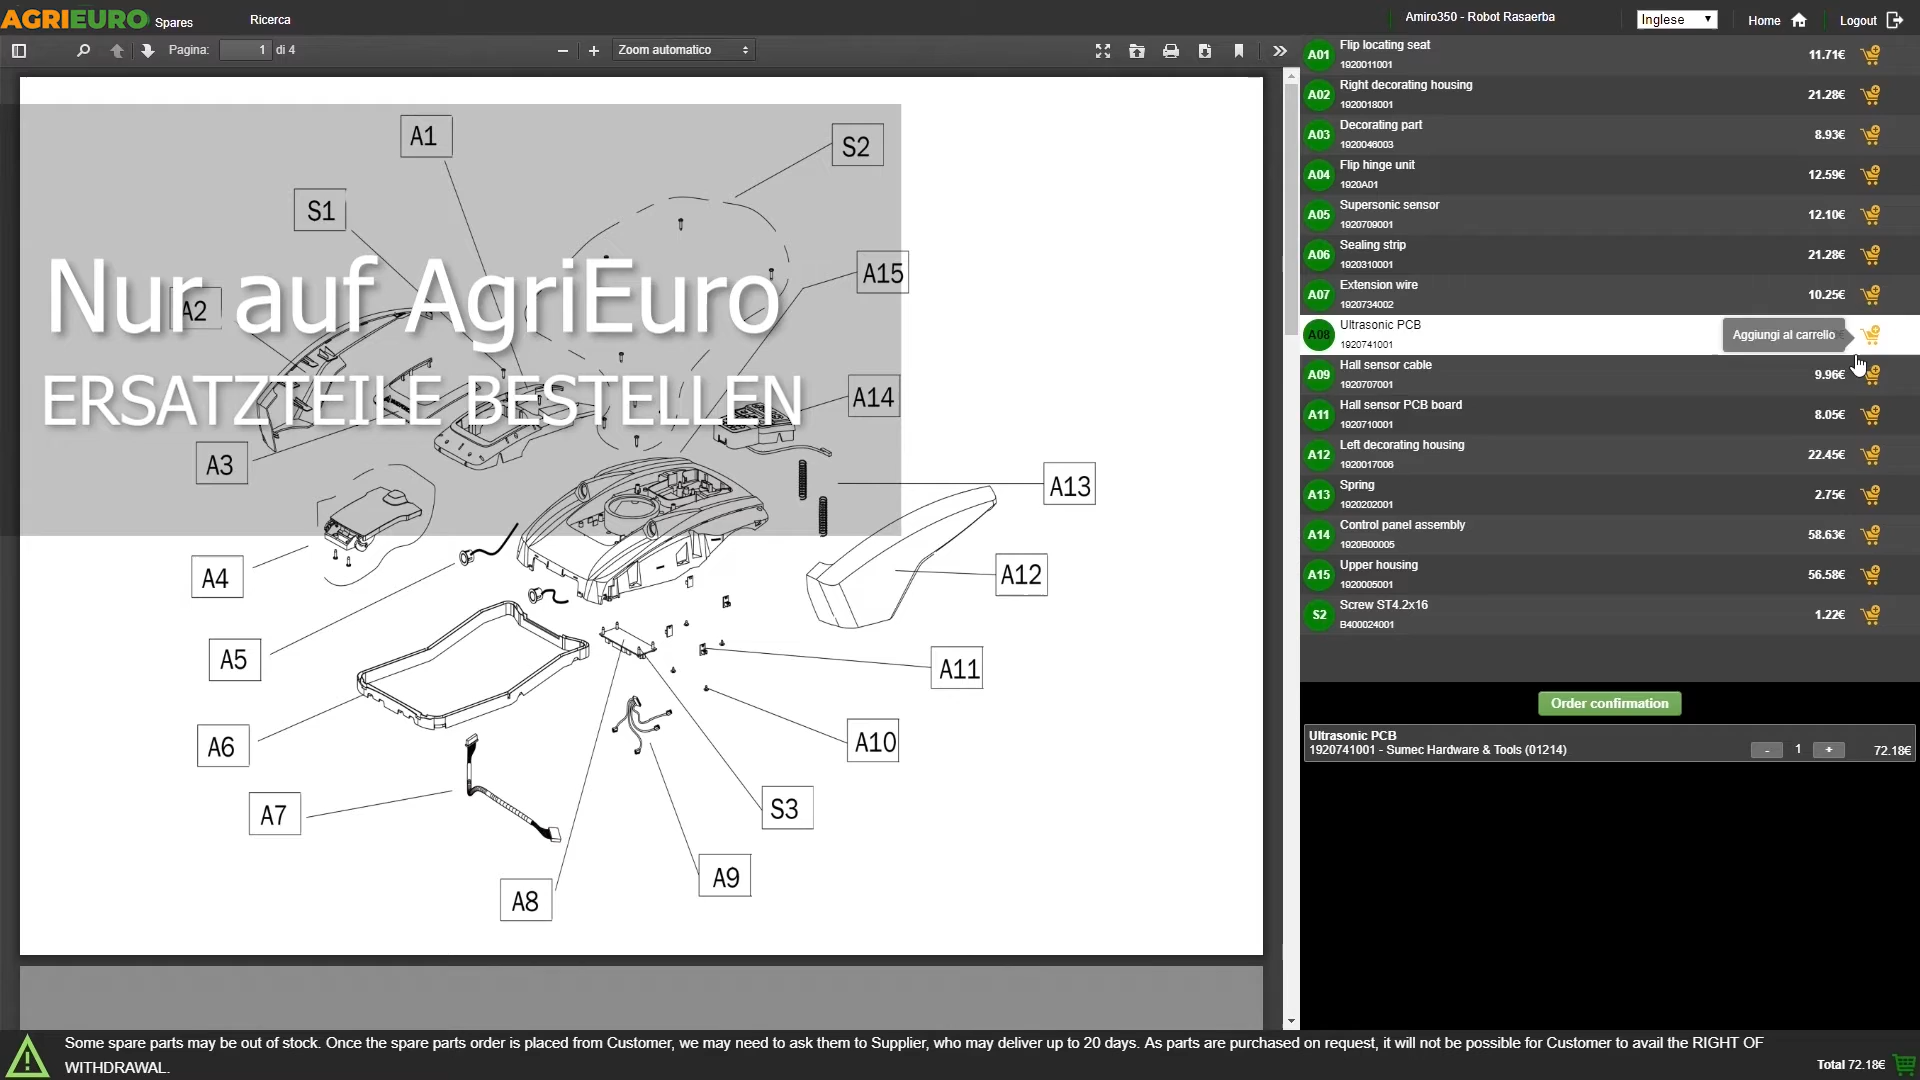 AGRIEURO Spares
Ricerca
Amiro350 - Robot Rasaerba
Inglese
Home
Logout
Pagina: 1 di 4
Zoom automatico
A1
S2
S1
A15
A2
Nur auf AgriEuro
ERSATZTEILE BESTELLEN
A14
A3
A13
A4
A12
A5
A11
A6
A10
A7
S3
A9
A8
A01 Flip locating seat 11.71€
1920011001
A02 Right decorating housing 21.28€
1920018001
A03 Decorating part 8.93€
1920046003
A04 Flip hinge unit 12.59€
1920A01
A05 Supersonic sensor 12.10€
1920709001
A06 Sealing strip 21.28€
1920310001
A07 Extension wire 10.25€
1920734002
A08 Ultrasonic PCB Aggiungi al carrello
1920741001
A09 Hall sensor cable 9.96€
1920707001
A11 Hall sensor PCB board 8.05€
1920710001
A12 Left decorating housing 22.45€
1920017006
A13 Spring 2.75€
1920202001
A14 Control panel assembly 58.63€
1920B00005
A15 Upper housing 56.58€
1920005001
S2 Screw ST4.2x16 1.22€
B400024001
Order confirmation
Ultrasonic PCB
1920741001 - Sumec Hardware & Tools (01214) - 1 + 72.18€
Some spare parts may be out of stock. Once the spare parts order is placed from Customer, we may need to ask them to Supplier, who may deliver up to 20 days. As parts are purchased on request, it will not be possible for Customer to avail the RIGHT OF
WITHDRAWAL.
Total 72.18€